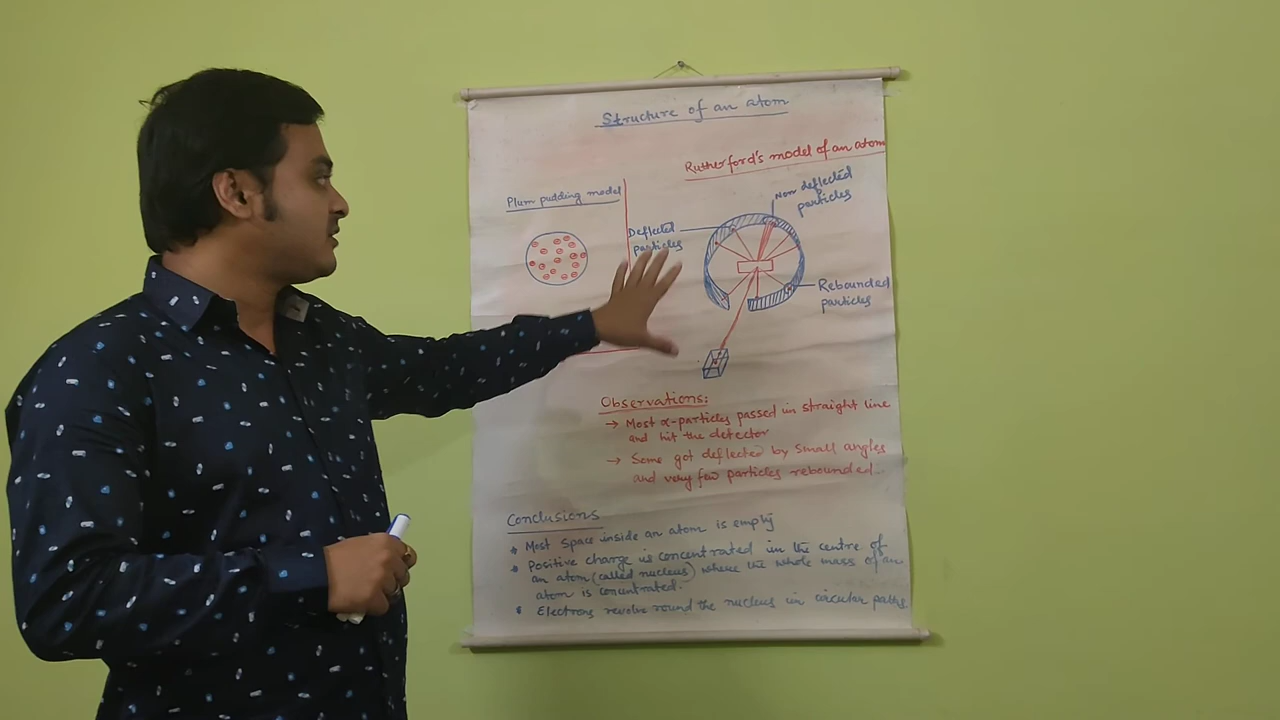 Structure of an atom
Rutherford's model of an atom
Plum pudding model
Non deflected
particles
Deflected
particles
Rebounded
particles
Observations:
→ Most α-particles passed in straight line
and hit the detector
→ Some got deflected by small angles
and very few particles rebounded.
Conclusions
* Most space inside an atom is empty
* Positive charge is concentrated in the centre of
an atom (called nucleus) where the whole mass of an
atom is concentrated.
* Electrons revolve round the nucleus in circular paths